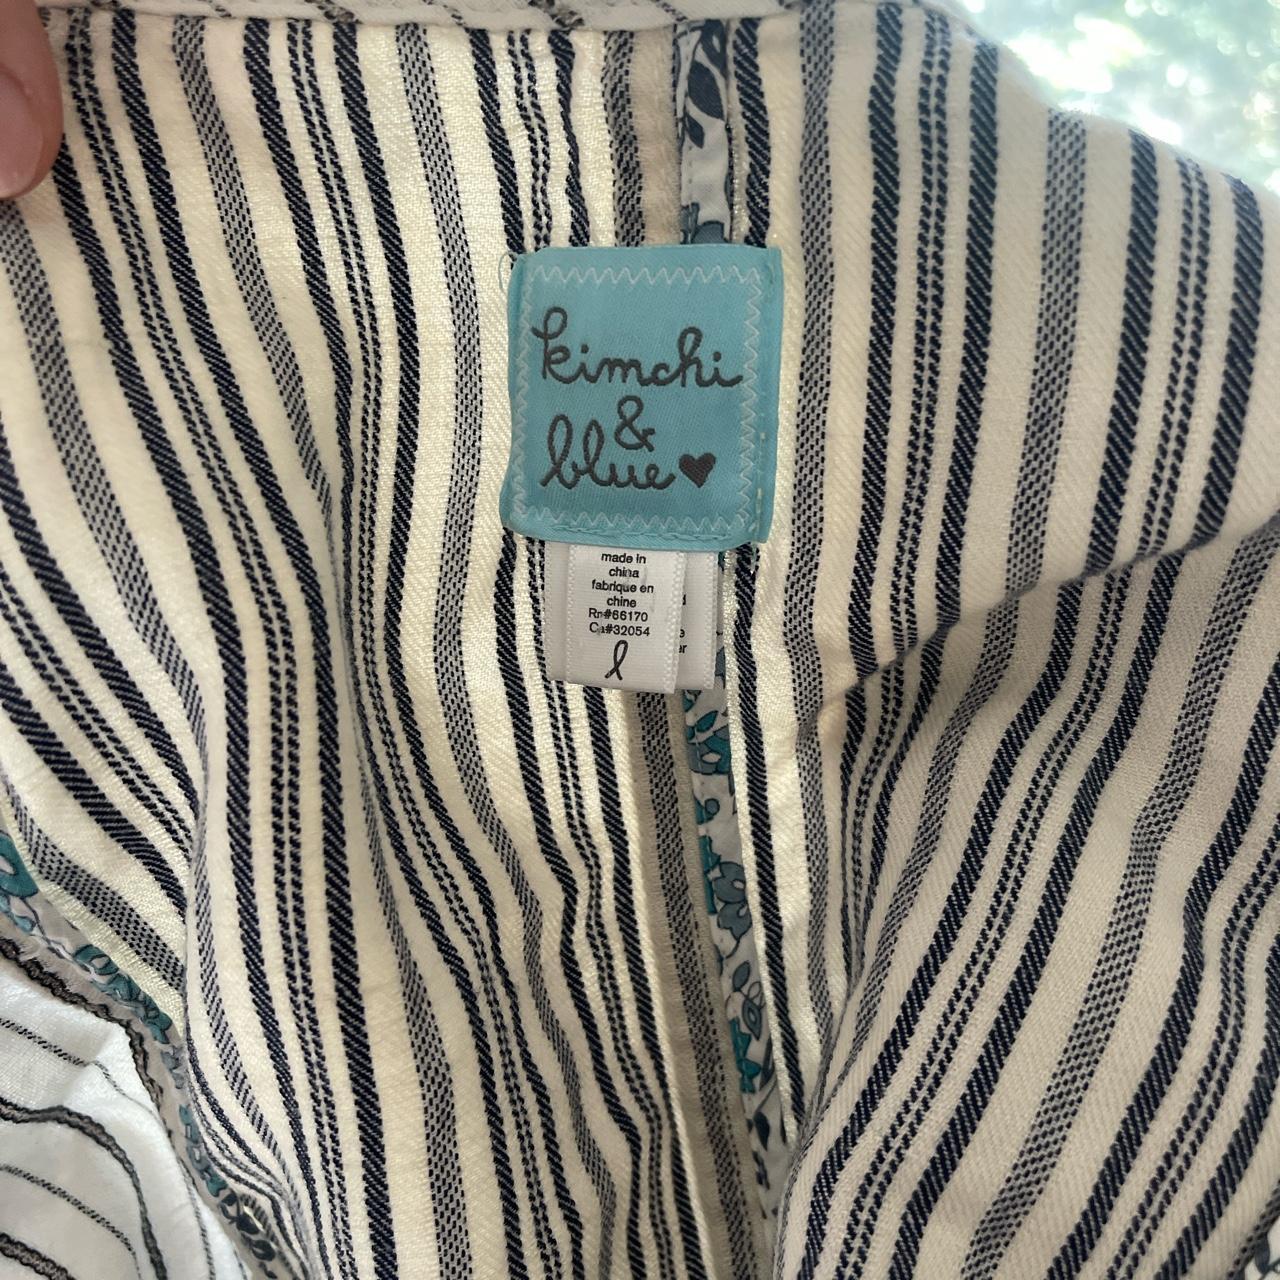 kimchi
&
blue♥
made in
china
fabrique en
chine
Rn#66170
Ca#32054
l